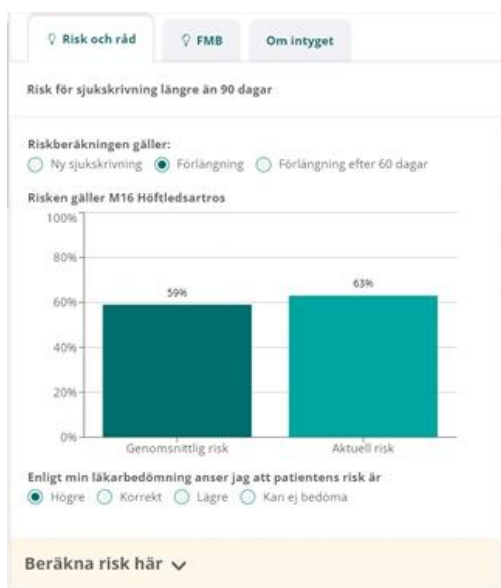 Risk och råd FMB Om intyget
Risk för sjukskrivning längre än 90 dagar
Riskberäkningen gäller:
Ny sjukskrivning Förlängning Förlängning efter 60 dagar
Risken gäller M16 Höftledsartros
100%
80%
60%
40%
20%
0%
59%
63%
Genomsnittlig risk Aktuell risk
Enligt min läkarbedömning anser jag att patientens risk är
Högre Korrekt Lägre Kan ej bedöma
Beräkna risk här